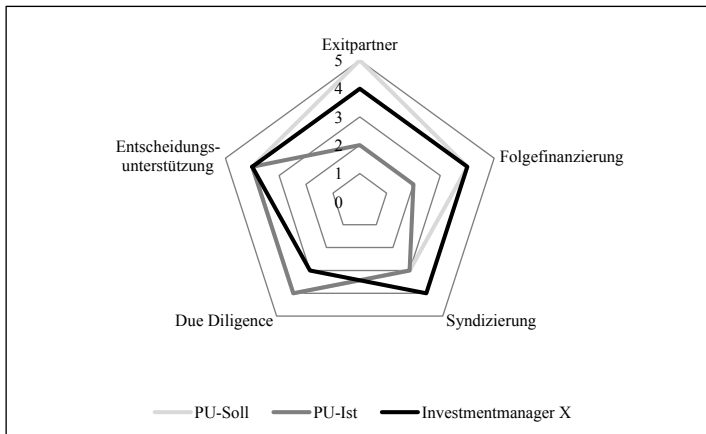 Exitpartner
5
4
3
2
1
0
Entscheidungs-
unterstützung
Folgefinanzierung
Due Diligence
Syndizierung
PU-Soll
PU-Ist
Investmentmanager X